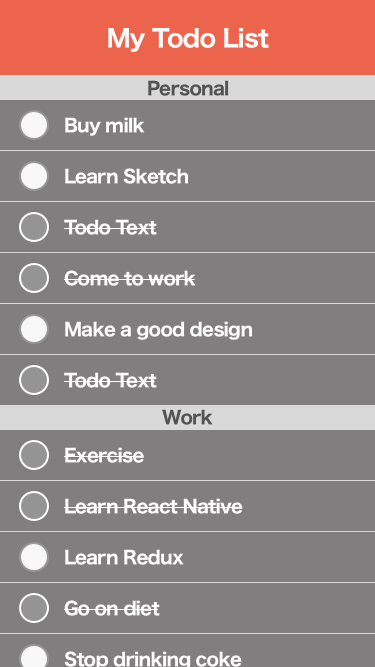 My Todo List
Personal
Buy milk
Learn Sketch
Todo Text
Come to work
Make a good design
Todo Text
Work
Exercise
Learn React Native
Learn Redux
Go on diet
Stop drinking coke